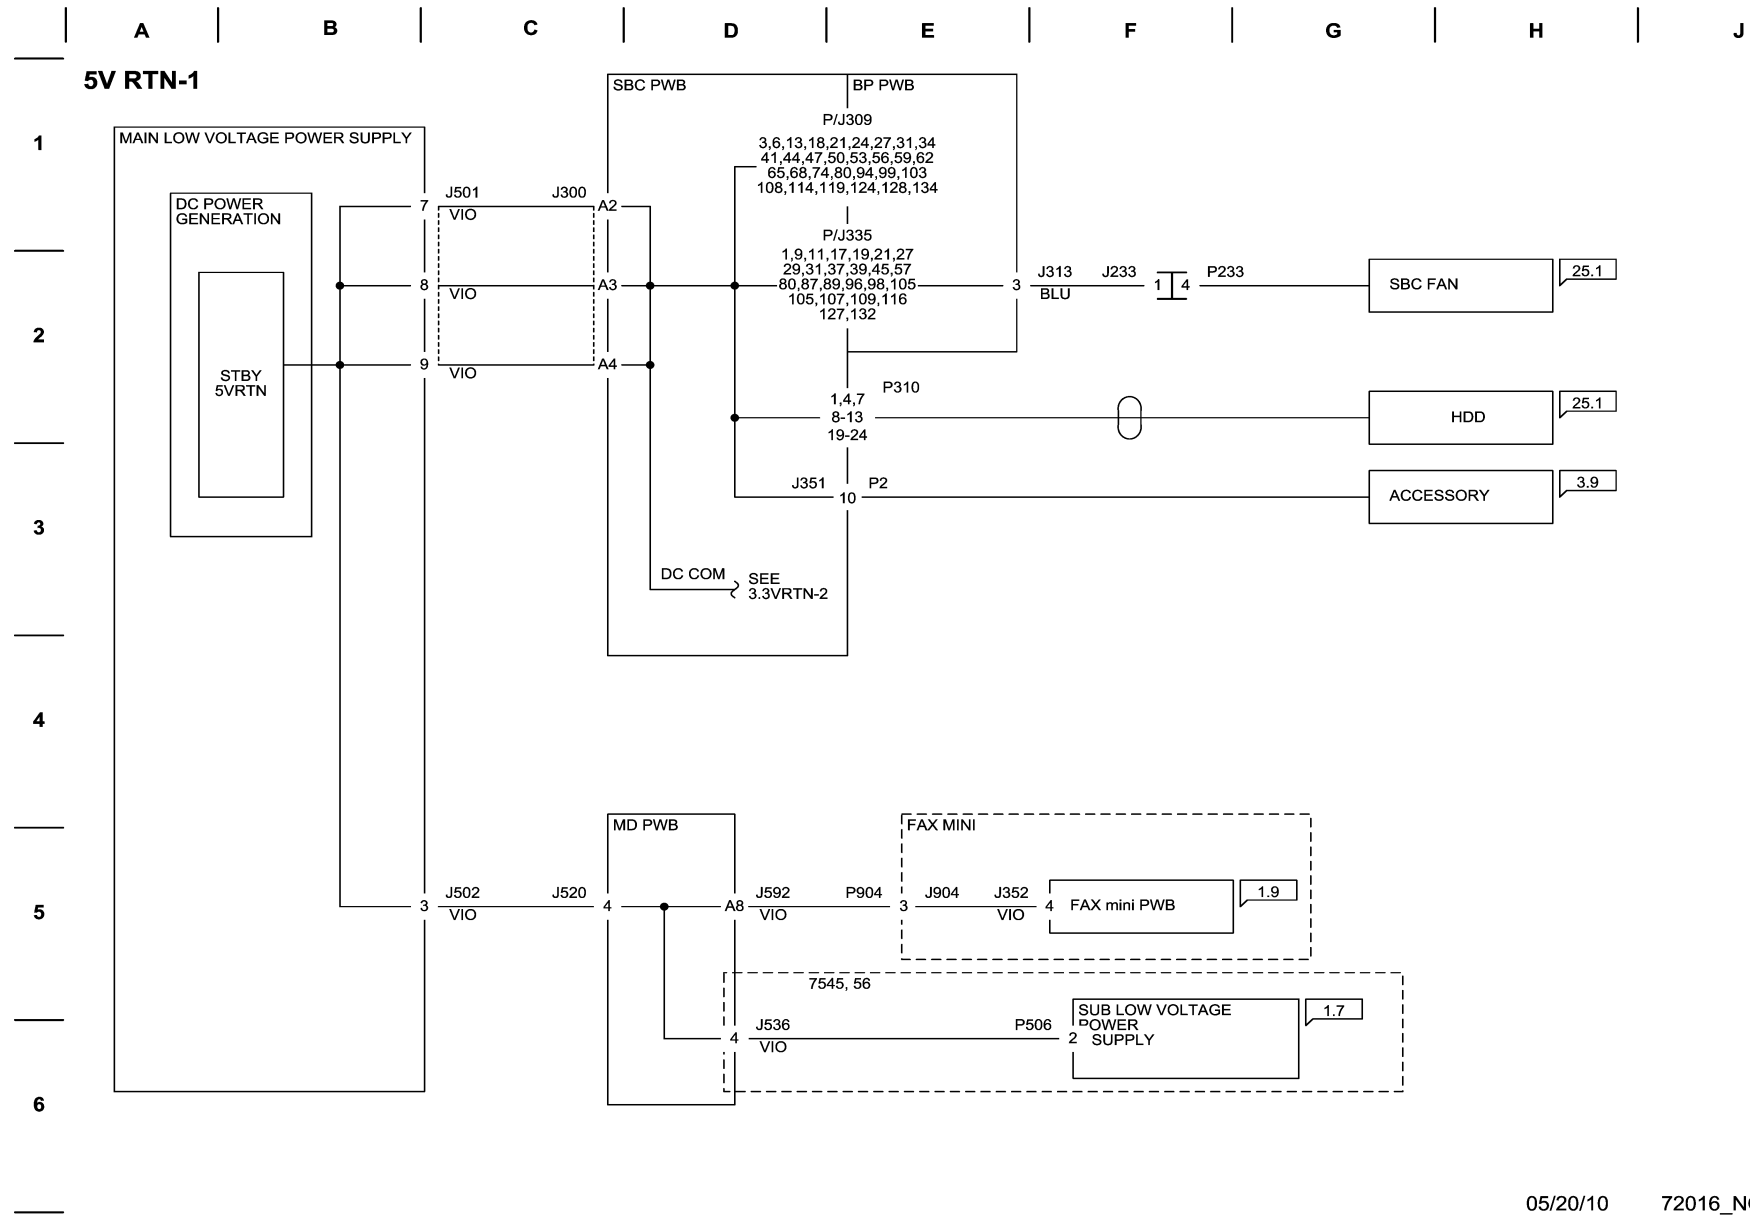 A B C D E F G H J
5V RTN-1
1
2
3
4
5
6
MAIN LOW VOLTAGE POWER SUPPLY
DC POWER
GENERATION
STBY
5VRTN
7 J501 J300 A2
VIO
8 A3
VIO
9 A4
VIO
SBC PWB BP PWB
P/J309
3,6,13,18,21,24,27,31,34
41,44,47,50,53,56,59,62
65,68,74,80,94,99,103
108,114,119,124,128,134
P/J335
1,9,11,17,19,21,27
29,31,37,39,45,57
80,87,89,96,98,105
105,107,109,116
127,132
3 J313 J233 1 4 P233
BLU
SBC FAN 25.1
1,4,7 P310
8-13
19-24
HDD 25.1
J351 10 P2
ACCESSORY 3.9
DC COM SEE
3.3VRTN-2
3 J502 J520 4
VIO
MD PWB
A8 J592 P904 3 J904 J352 4
VIO VIO
FAX MINI
FAX mini PWB 1.9
7545, 56
4 J536 P506 2
VIO
SUB LOW VOLTAGE
POWER
SUPPLY
1.7
05/20/10 72016_N